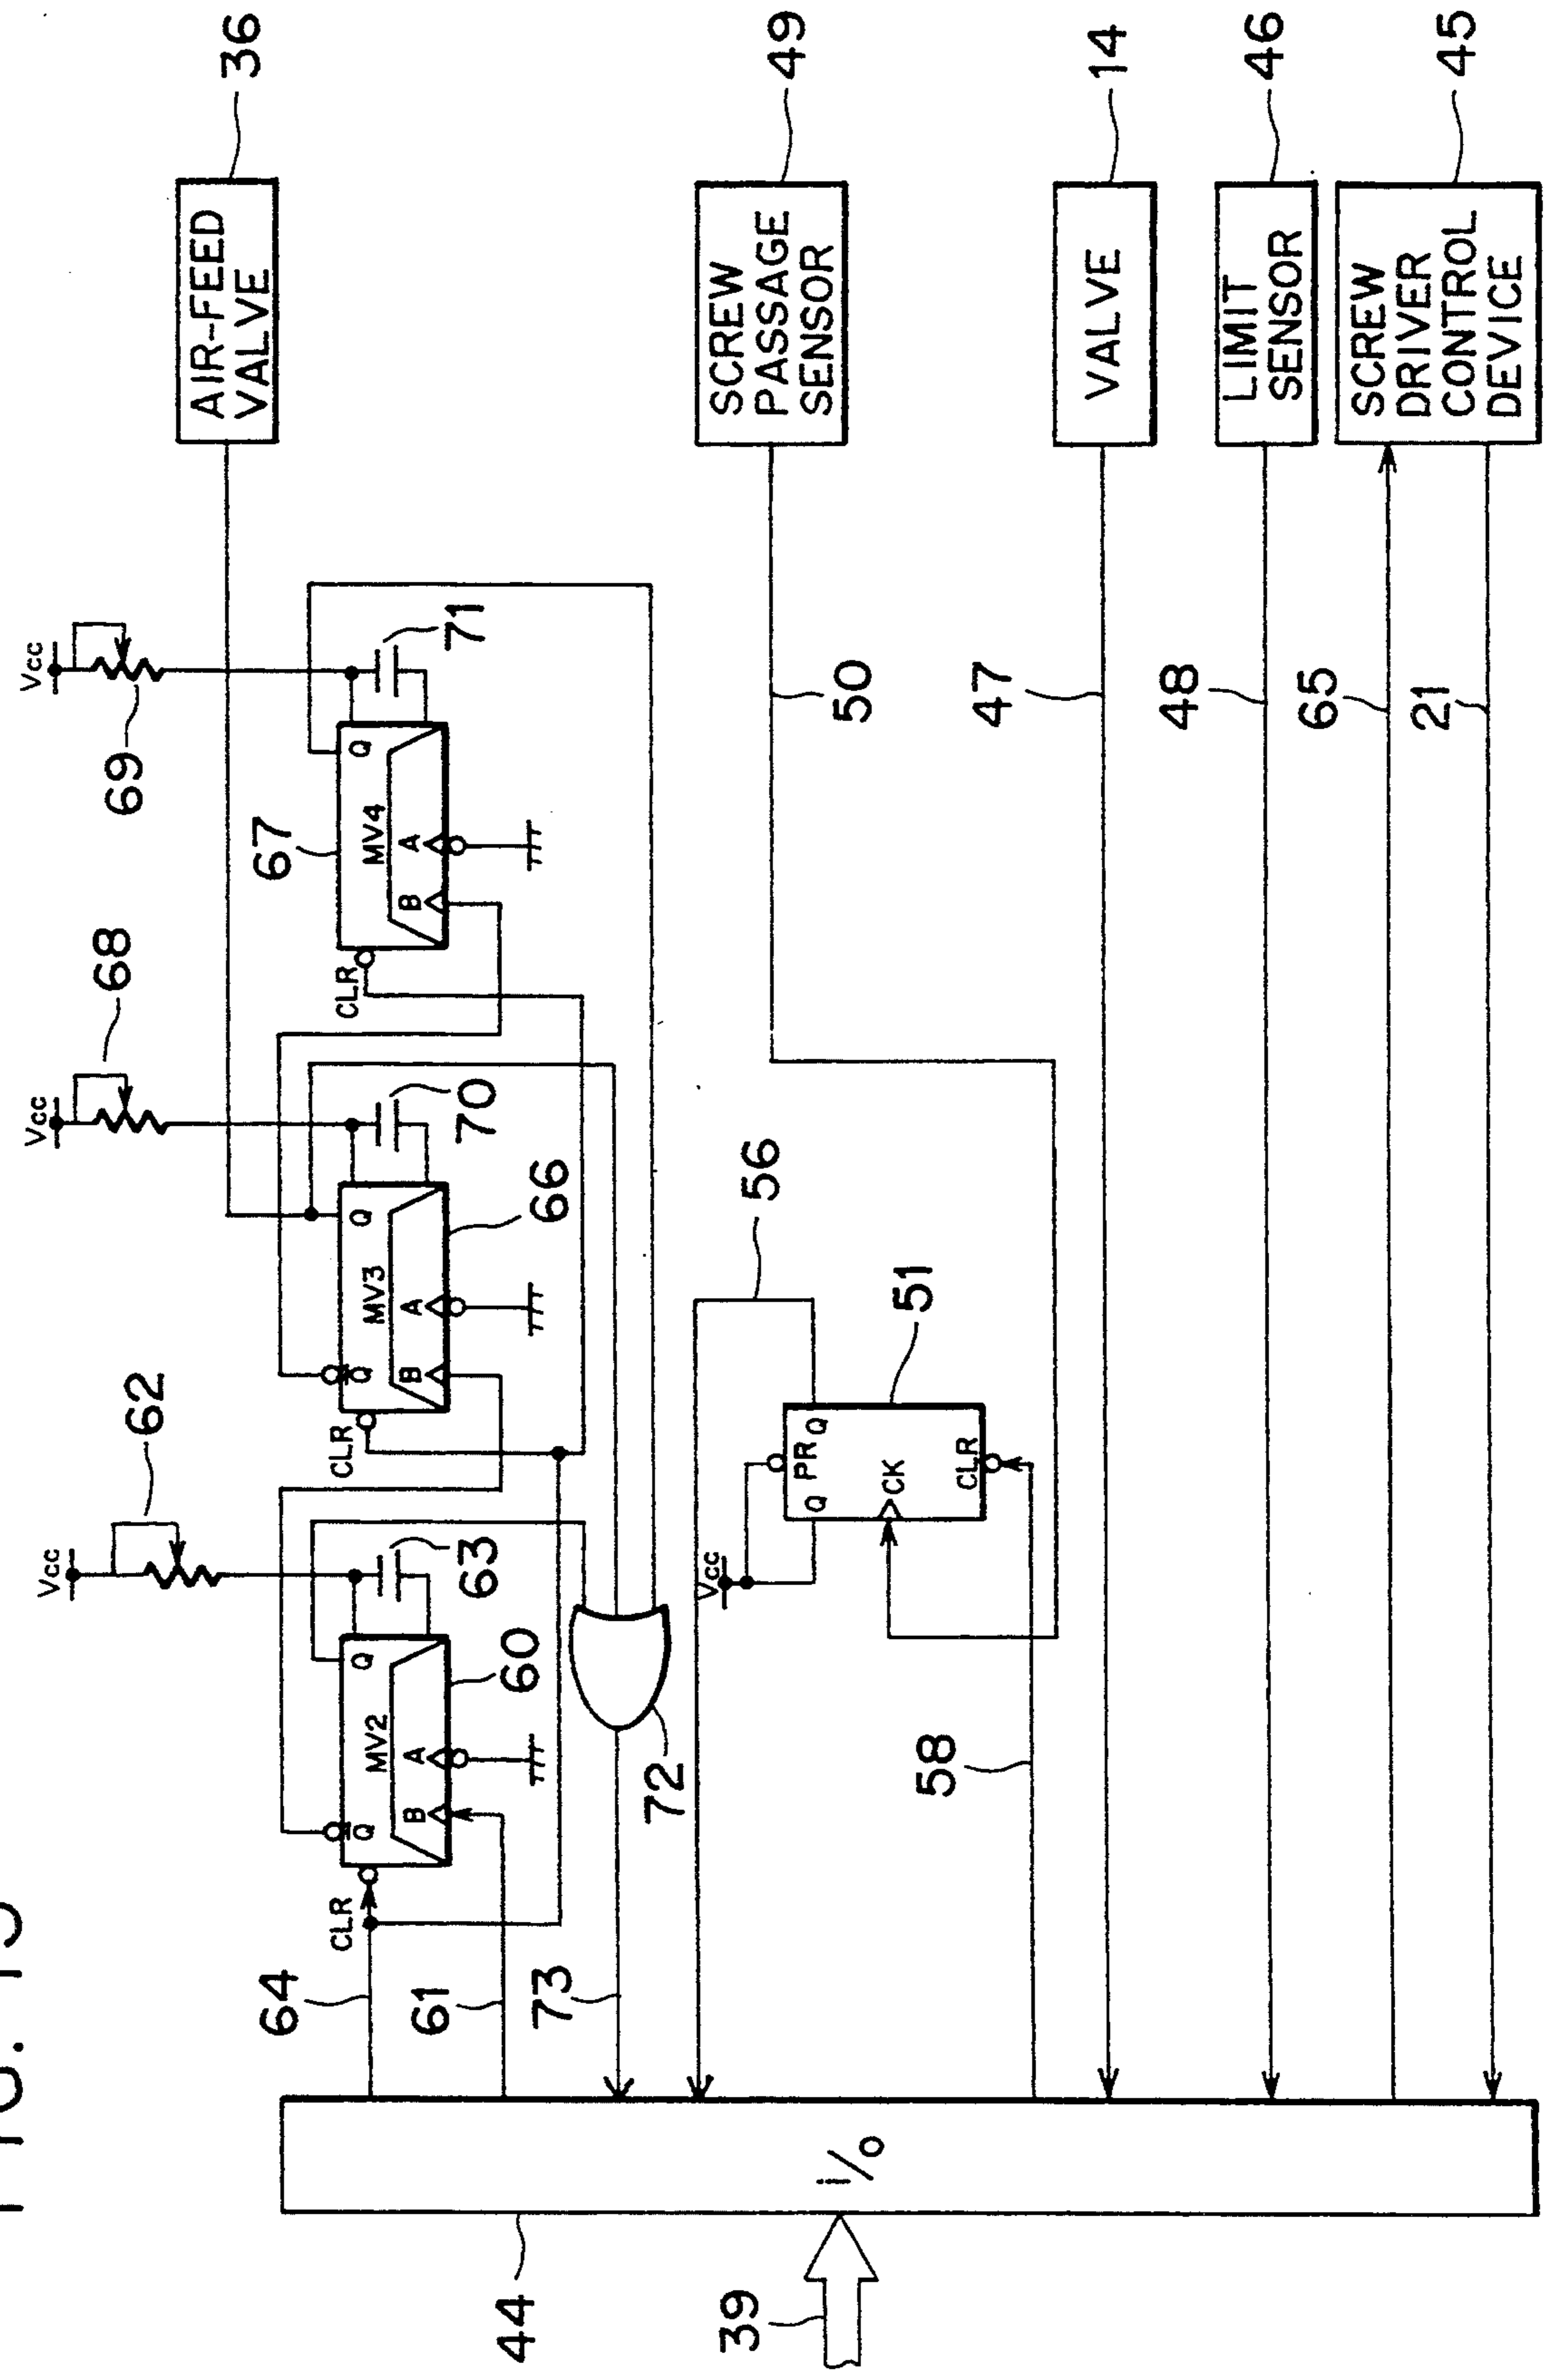 36
49
14
46
45
AIR-FEED
VALVE
SCREW
PASSAGE
SENSOR
VALVE
LIMIT
SENSOR
SCREW
DRIVER
CONTROL
DEVICE
Vcc
69
71
67
Q
MV4
A
B
CLR
50
47
48
65
21
Vcc
68
70
66
Q
MV3
A
Q
B
CLR
56
51
Vcc
62
63
60
Q
MV2
A
B
Q
CLR
Vcc
PR
Q
Q
CK
CLR
72
58
64
61
73
i/o
44
39